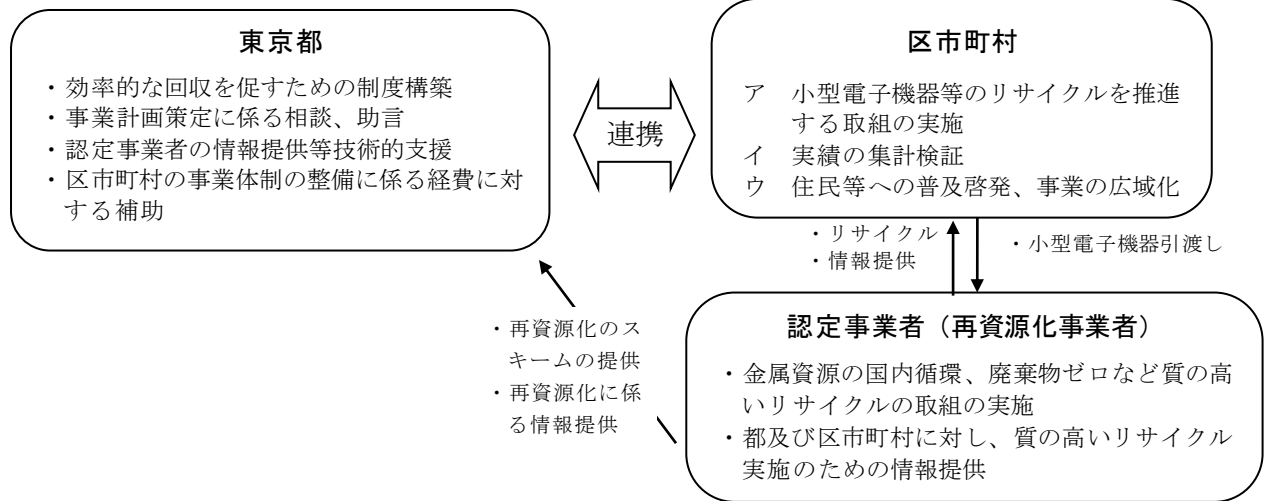 東京都
・効率的な回収を促すための制度構築
・事業計画策定に係る相談、助言
・認定事業者の情報提供等技術的支援
・区市町村の事業体制の整備に係る経費に対
する補助
連携
区市町村
ア 小型電子機器等のリサイクルを推進
する取組の実施
イ 実績の集計検証
ウ 住民等への普及啓発、事業の広域化
・リサイクル
・情報提供
・小型電子機器引渡し
・再資源化のス
キームの提供
・再資源化に係
る情報提供
認定事業者（再資源化事業者）
・金属資源の国内循環、廃棄物ゼロなど質の高
いリサイクルの取組の実施
・都及び区市町村に対し、質の高いリサイクル
実施のための情報提供